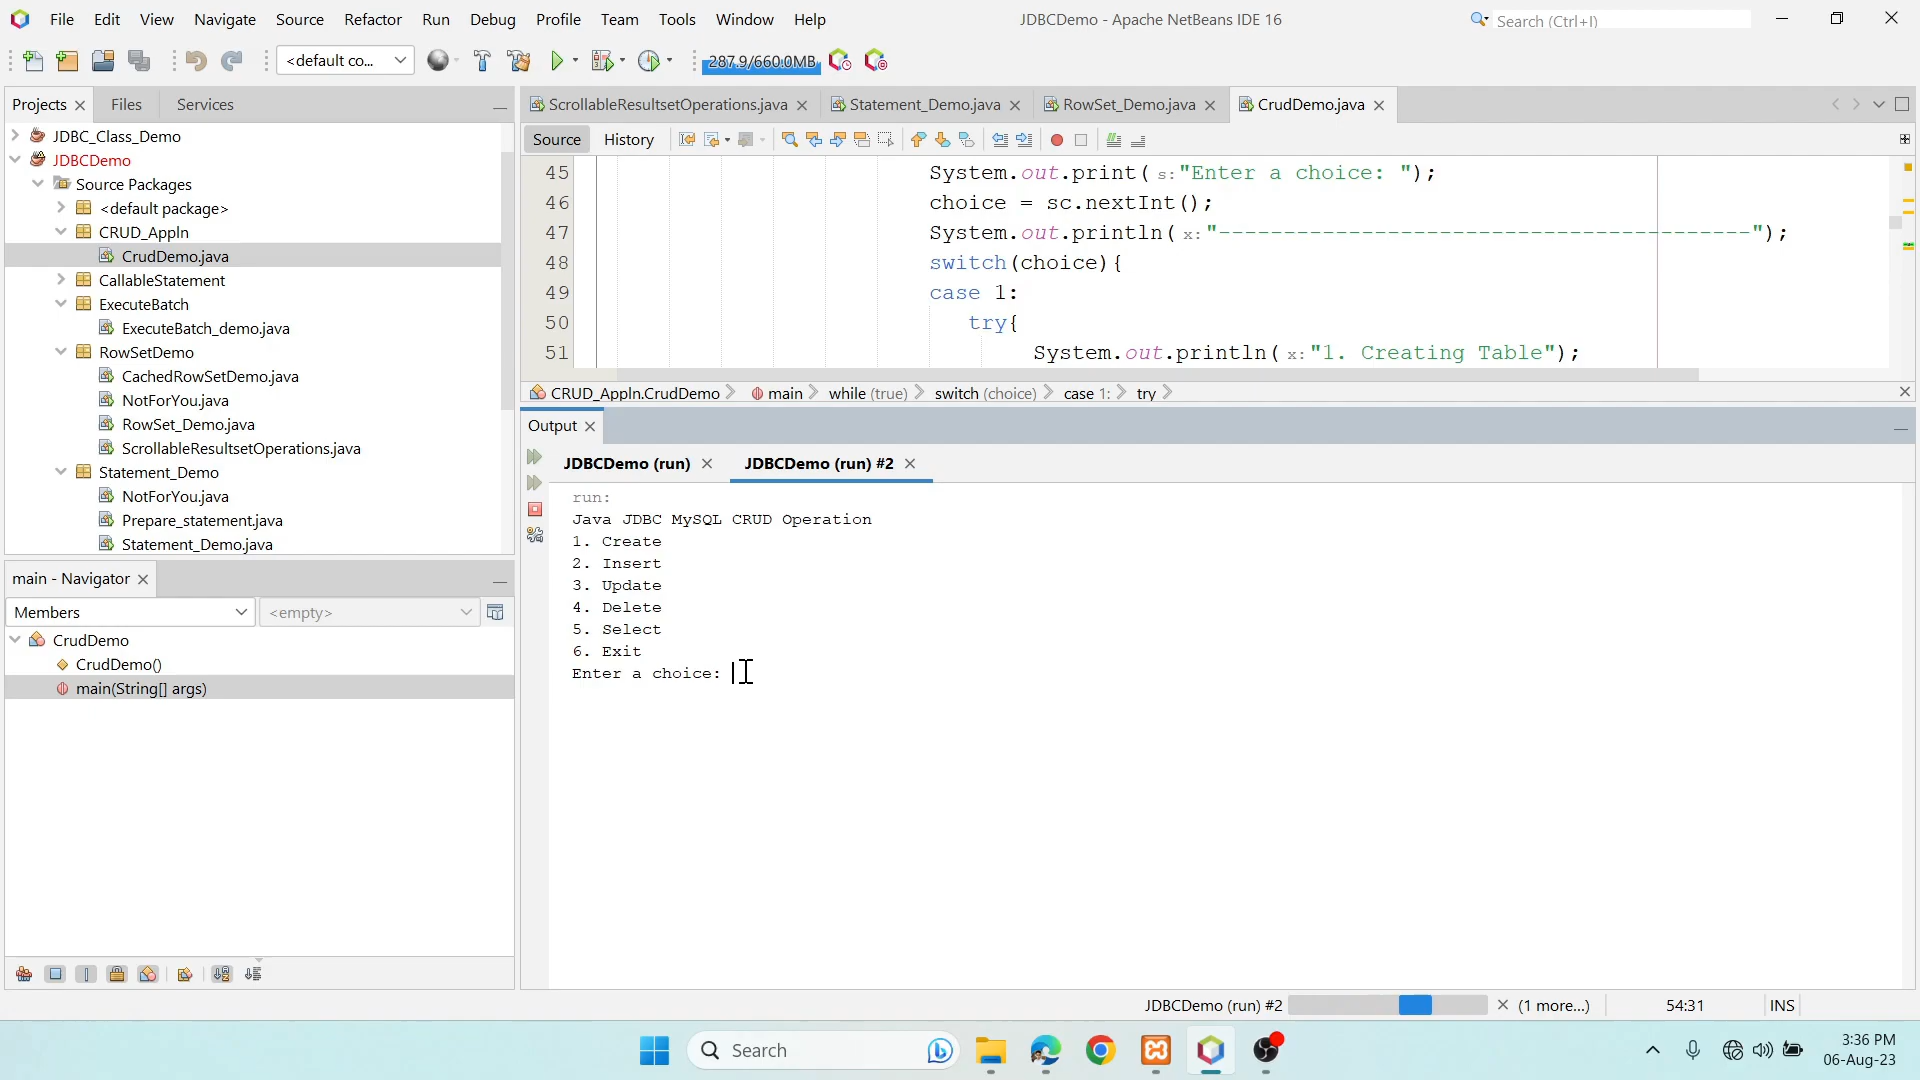 File Edit View Navigate Source Refactor Run Debug Profile Team Tools Window Help
JDBCDemo - Apache NetBeans IDE 16
Search (Ctrl+I)
<default co...
287.9/660.0MB
Projects Files Services
JDBC_Class_Demo
JDBCDemo
Source Packages
<default package>
CRUD_Appln
CrudDemo.java
CallableStatement
ExecuteBatch
ExecuteBatch_demo.java
RowSetDemo
CachedRowSetDemo.java
NotForYou.java
RowSet_Demo.java
ScrollableResultsetOperations.java
Statement_Demo
NotForYou.java
Prepare_statement.java
Statement_Demo.java
main - Navigator
Members <empty>
CrudDemo
CrudDemo()
main(String[] args)
ScrollableResultsetOperations.java Statement_Demo.java RowSet_Demo.java CrudDemo.java
Source History
45 System.out.print( s:"Enter a choice: ");
46 choice = sc.nextInt();
47 System.out.println( x:"-----------------------------------------");
48 switch(choice){
49 case 1:
50 try{
51 System.out.println( x:"1. Creating Table");
CRUD_Appln.CrudDemo main while (true) switch (choice) case 1: try
Output
JDBCDemo (run) JDBCDemo (run) #2
run:
Java JDBC MySQL CRUD Operation
1. Create
2. Insert
3. Update
4. Delete
5. Select
6. Exit
Enter a choice:
JDBCDemo (run) #2 (1 more...) 54:31 INS
Search
3:36 PM
06-Aug-23